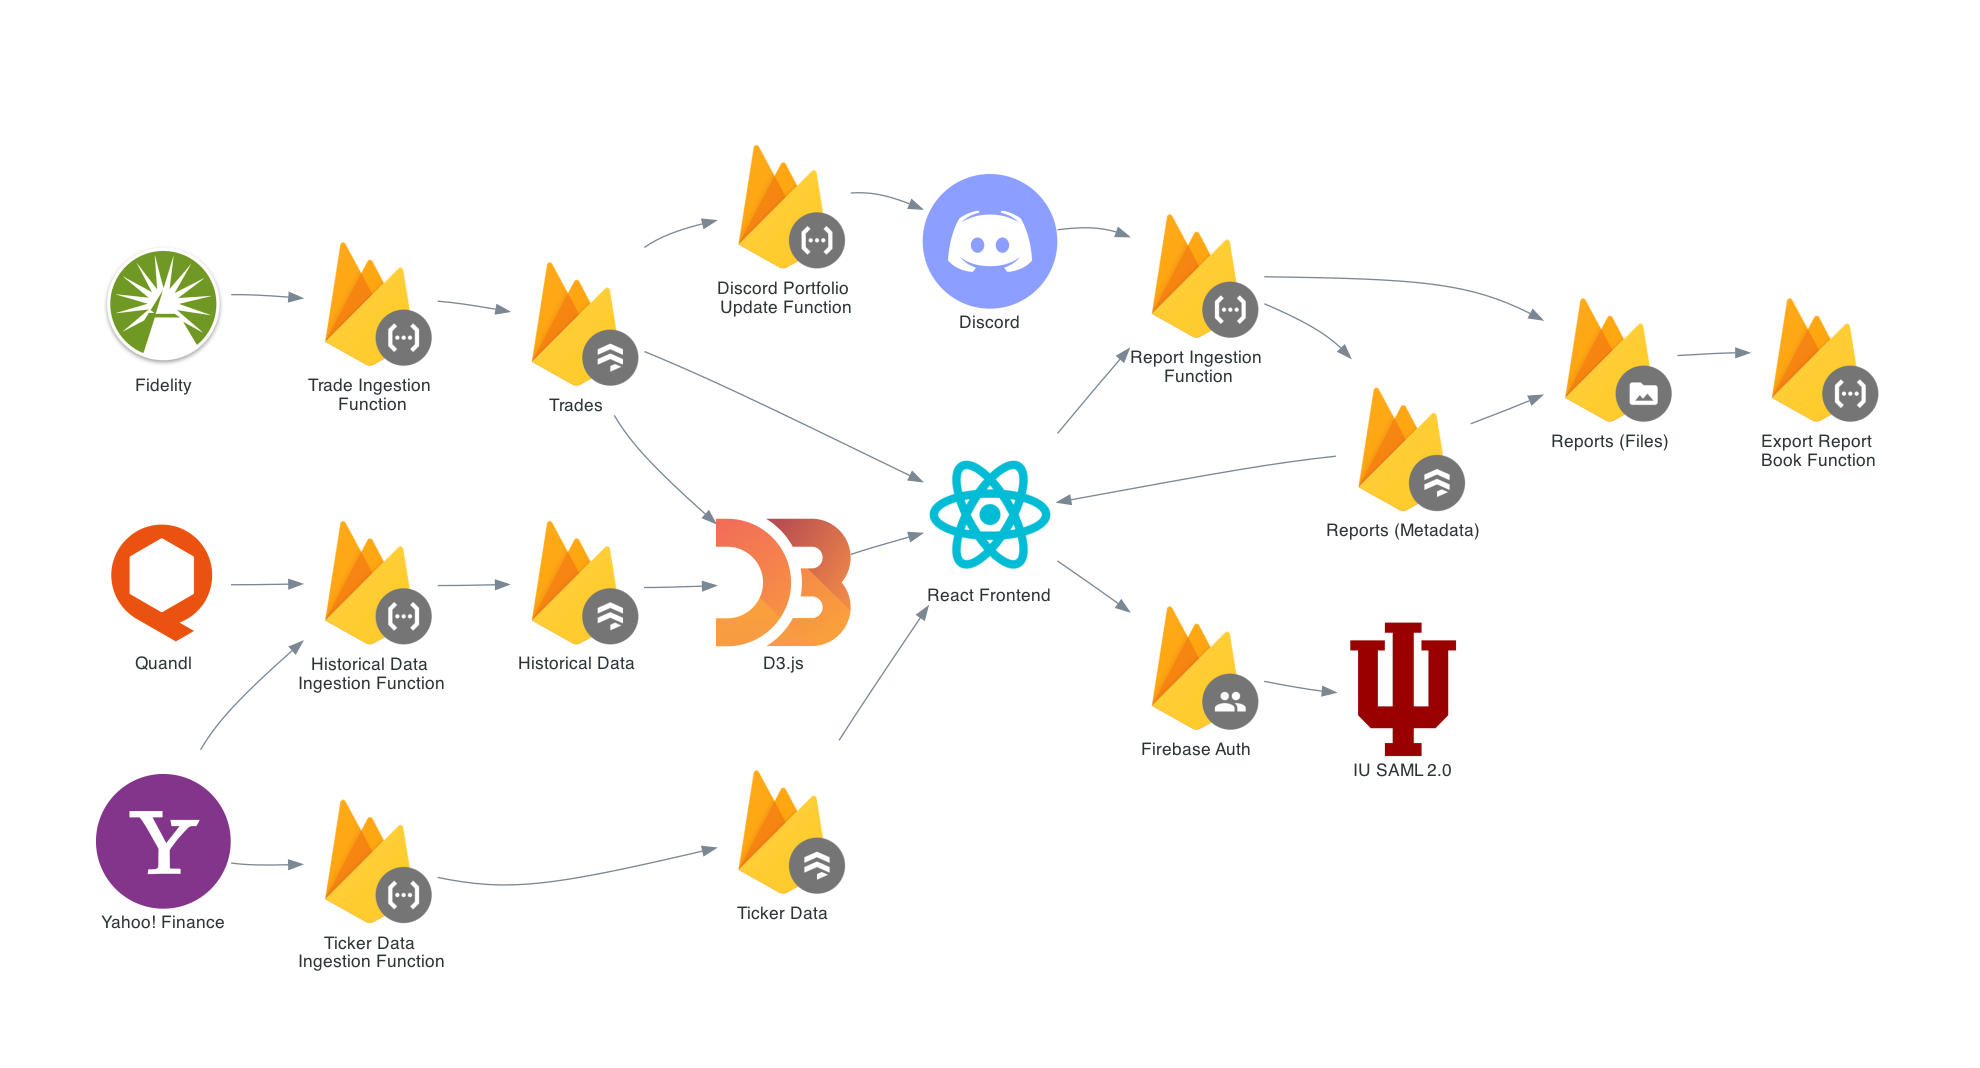 Discord Portfolio
Update Function
Discord
Report Ingestion
Function
Fidelity
Trade Ingestion
Function
Trades
Reports (Files)
Export Report
Book Function
Reports (Metadata)
React Frontend
Quandl
Historical Data
Ingestion Function
Historical Data
D3.js
Firebase Auth
IU SAML 2.0
Yahoo! Finance
Ticker Data
Ingestion Function
Ticker Data